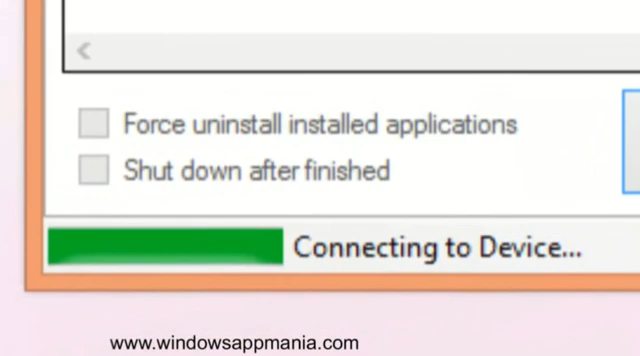 Force uninstall installed applications
Shut down after finished
Connecting to Device...
www.windowsappmania.com